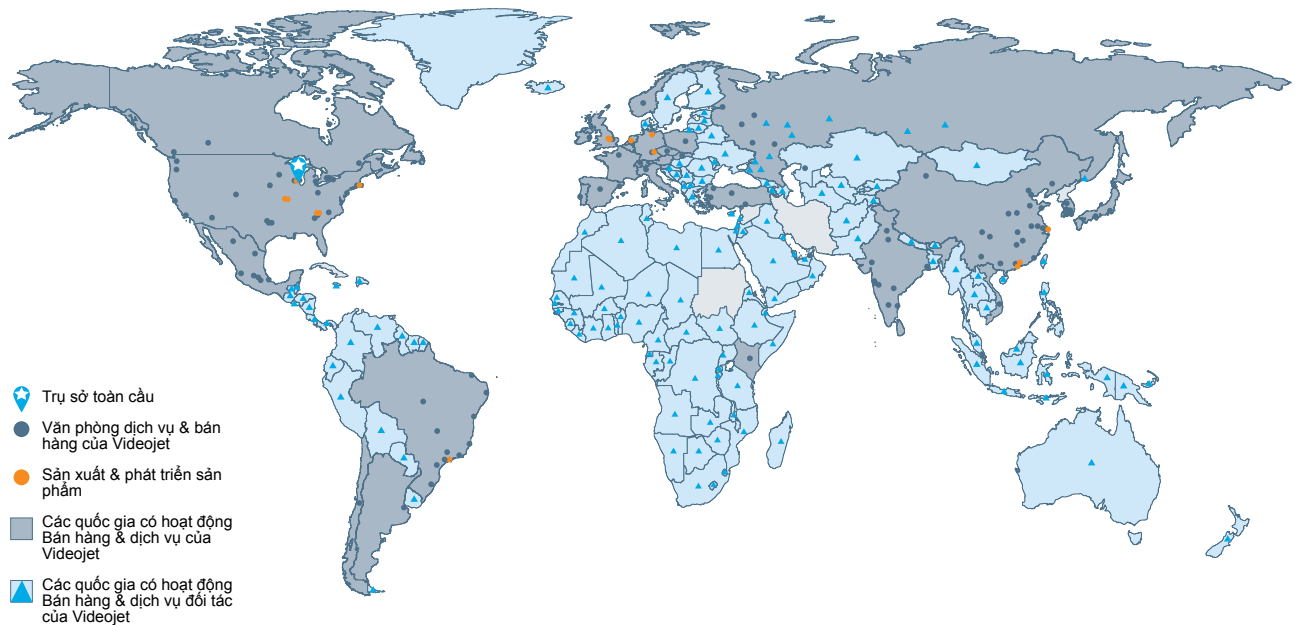 Trụ sở toàn cầu
Văn phòng dịch vụ & bán
hàng của Videojet
Sản xuất & phát triển sản
phẩm
Các quốc gia có hoạt động
Bán hàng & dịch vụ của
Videojet
Các quốc gia có hoạt động
Bán hàng & dịch vụ đối tác
của Videojet